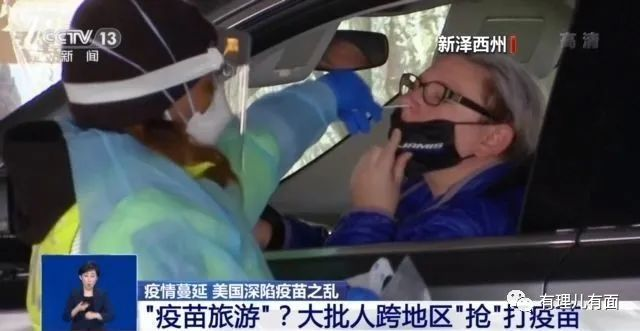 CCTV 13
新闻
高清
新泽西州
JAMIS
疫情蔓延 美国深陷疫苗之乱
"疫苗旅游"？大批人跨地区"抢"打疫苗
有理儿有面